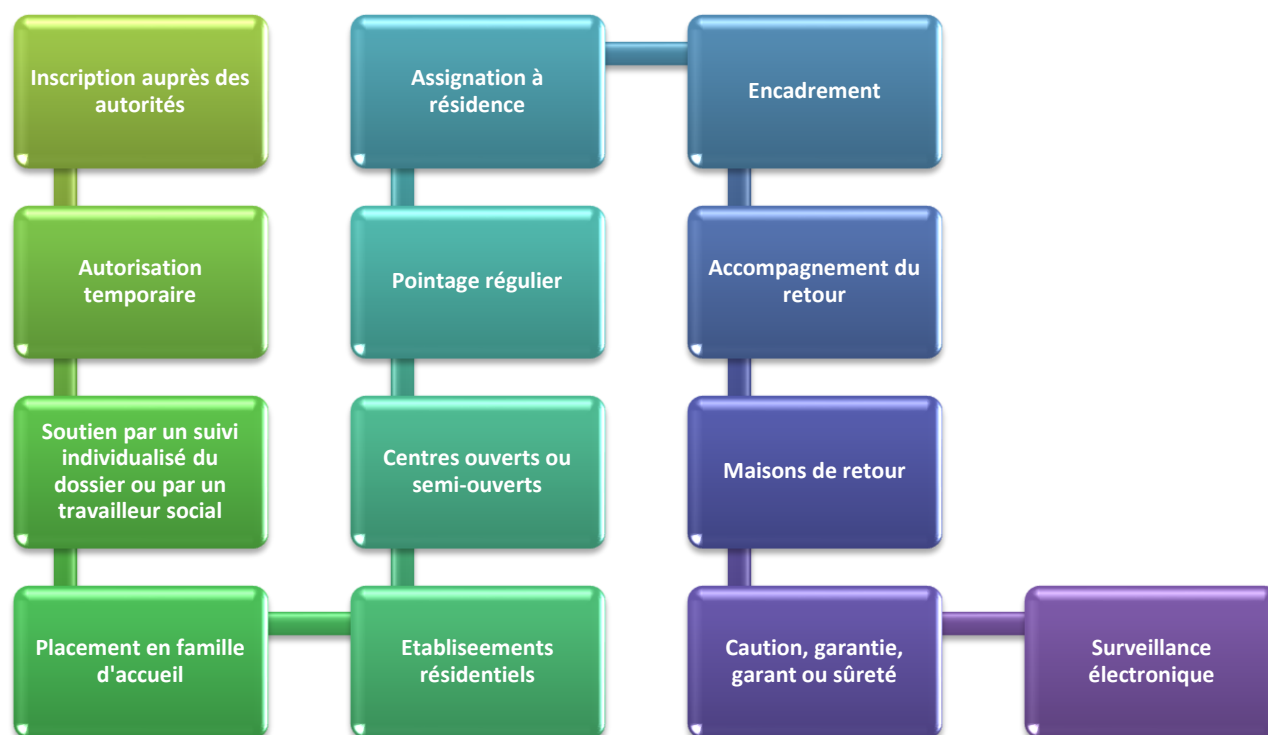 Inscription auprès des
autorités
Autorisation
temporaire
Soutien par un suivi
individualisé du
dossier ou par un
travailleur social
Placement en famille
d'accueil
Etabliseements
résidentiels
Centres ouverts ou
semi-ouverts
Pointage régulier
Assignation à
résidence
Encadrement
Accompagnement du
retour
Maisons de retour
Caution, garantie,
garant ou sûreté
Surveillance
électronique